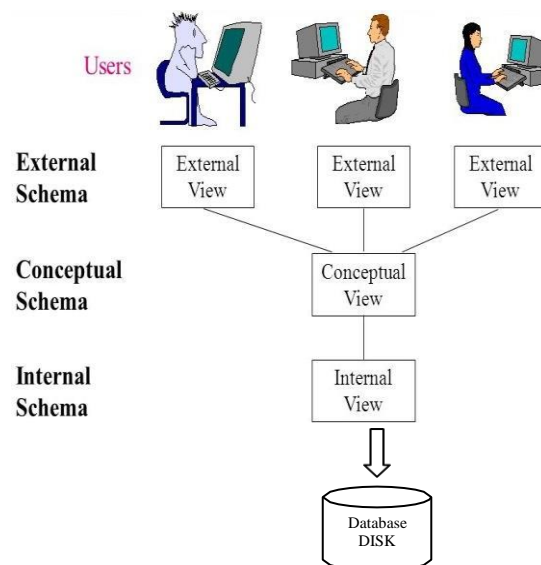 Users
External
Schema
External
View
External
View
External
View
Conceptual
Schema
Conceptual
View
Internal
Schema
Internal
View
Database
DISK